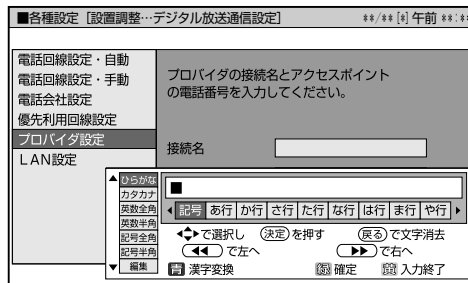 ■各種設定［設置調整…デジタル放送通信設定］ **/** [*] 午前 **:**
電話回線設定・自動
電話回線設定・手動
電話会社設定
優先利用回線設定
プロバイダ設定
LAN設定
プロバイダの接続名とアクセスポイント
の電話番号を入力してください。
接続名
▲ ひらがな
カタカナ
英数全角
英数半角
記号全角
記号半角
▼ 編集
■
◀ 記号 あ行 か行 さ行 た行 な行 は行 ま行 や行 ▶
で選択し 決定 を押す 戻る で文字消去
◀◀ で左へ ▶▶ で右へ
青 漢字変換 緑 確定 黄 入力終了